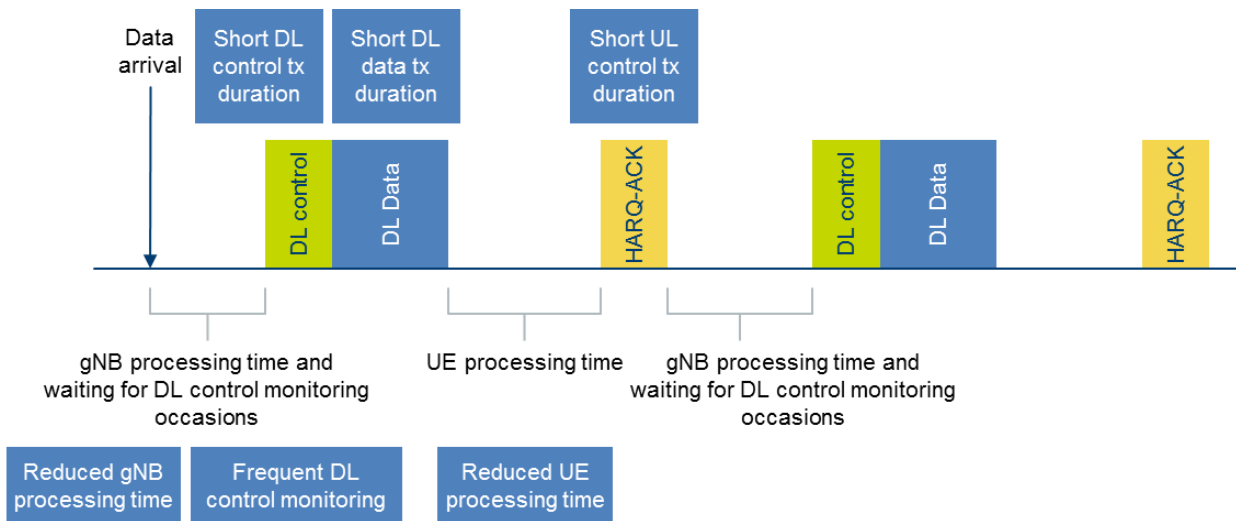 Data
arrival
Short DL
control tx
duration
Short DL
data tx
duration
Short UL
control tx
duration
DL control
DL Data
HARQ-ACK
DL control
DL Data
HARQ-ACK
gNB processing time and
waiting for DL control monitoring
occasions
UE processing time
gNB processing time and
waiting for DL control monitoring
occasions
Reduced gNB
processing time
Frequent DL
control monitoring
Reduced UE
processing time